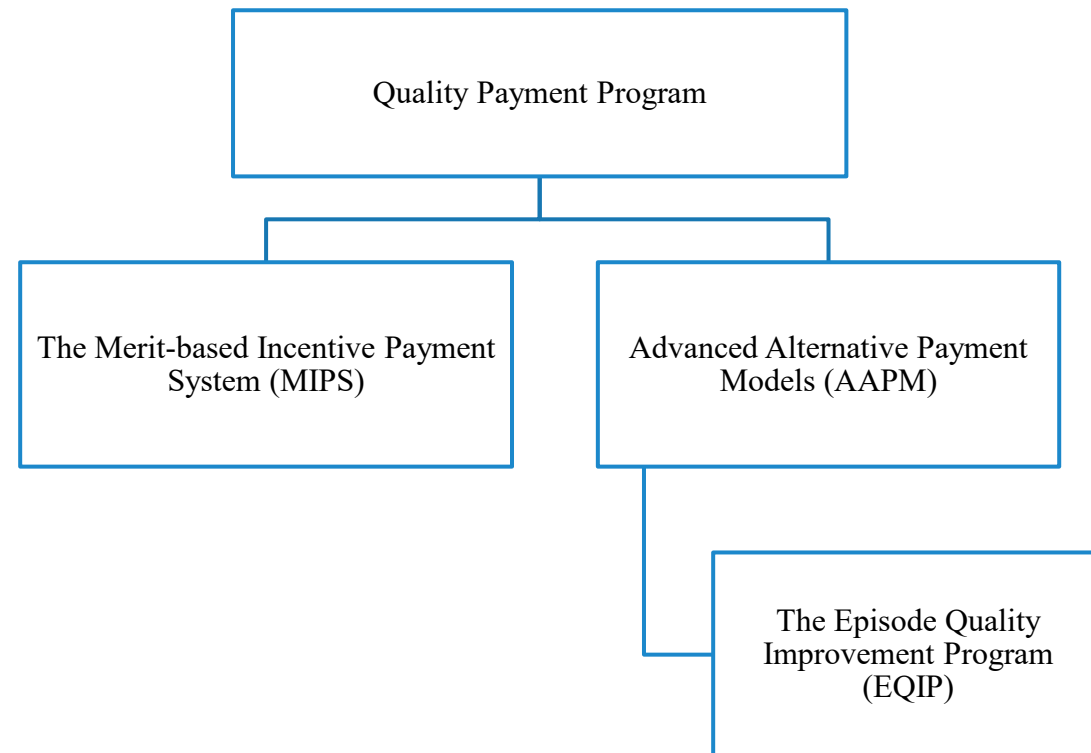 Quality Payment Program
The Merit-based Incentive Payment
System (MIPS)
Advanced Alternative Payment
Models (AAPM)
The Episode Quality
Improvement Program
(EQIP)